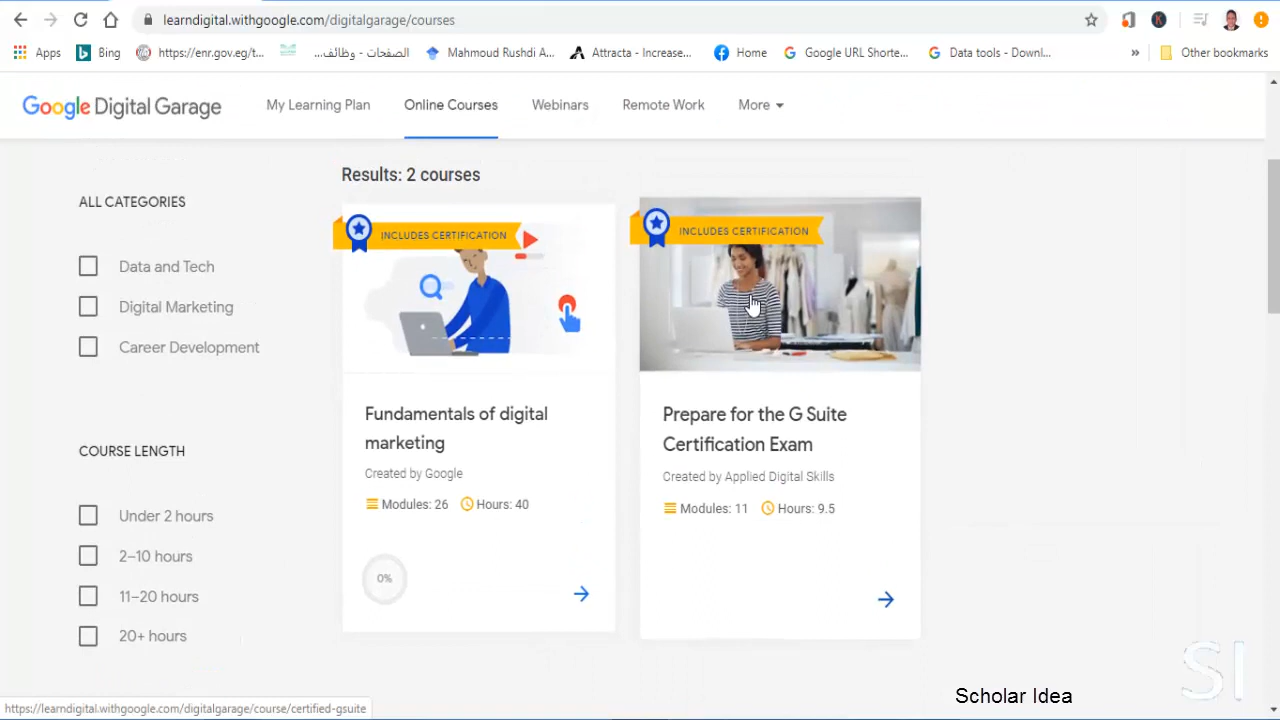 learndigital.withgoogle.com/digitalgarage/courses
Apps
Bing
https://enr.gov.eg/t...
الصفحات - وظائف...
Mahmoud Rushdi A...
Attracta - Increase...
Home
Google URL Shorte...
Data tools - Downl...
»
Other bookmarks
Google Digital Garage
My Learning Plan
Online Courses
Webinars
Remote Work
More
Results: 2 courses
ALL CATEGORIES
Data and Tech
Digital Marketing
Career Development
COURSE LENGTH
Under 2 hours
2–10 hours
11–20 hours
20+ hours
INCLUDES CERTIFICATION
Fundamentals of digital
marketing
Created by Google
Modules: 26
Hours: 40
0%
INCLUDES CERTIFICATION
Prepare for the G Suite
Certification Exam
Created by Applied Digital Skills
Modules: 11
Hours: 9.5
SI
Scholar Idea
https://learndigital.withgoogle.com/digitalgarage/course/certified-gsuite